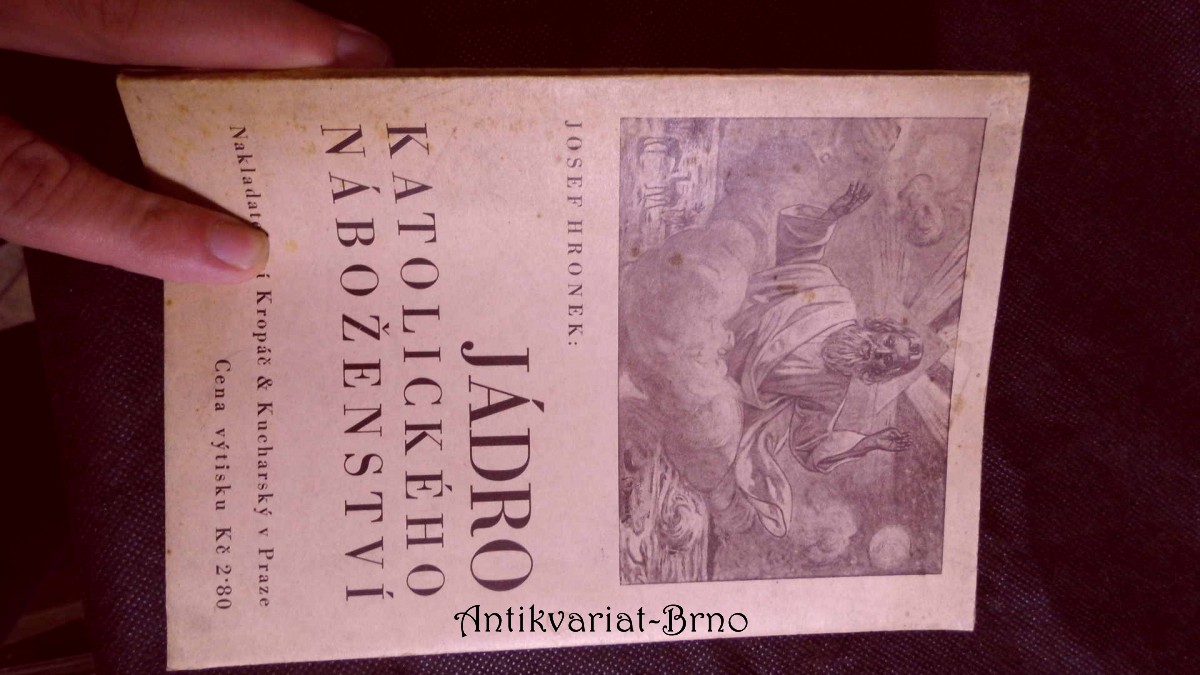 JOSEF HRONEK:
JÁDRO
KATOLICKÉHO
NÁBOŽENSTVÍ
Kropáč & Kucharský v Praze
Cena výtisku Kč 2·80
Antikvariat-Brno